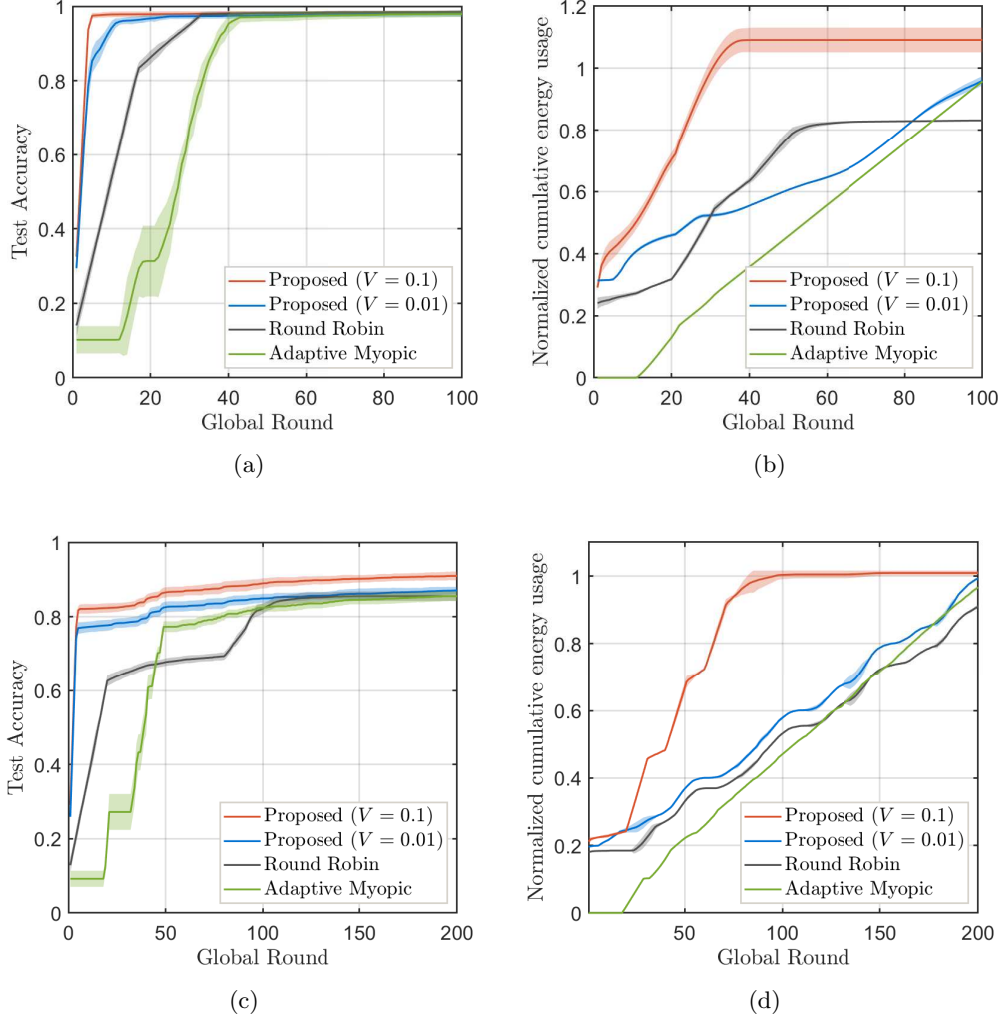 1
0.8
0.6
0.4
0.2
0
Test Accuracy
0 20 40 60 80 100
Global Round
Proposed (V = 0.1)
Proposed (V = 0.01)
Round Robin
Adaptive Myopic
(a)
1.2
1
0.8
0.6
0.4
0.2
0
Normalized cumulative energy usage
0 20 40 60 80 100
Global Round
Proposed (V = 0.1)
Proposed (V = 0.01)
Round Robin
Adaptive Myopic
(b)
1
0.8
0.6
0.4
0.2
0
Test Accuracy
0 50 100 150 200
Global Round
Proposed (V = 0.1)
Proposed (V = 0.01)
Round Robin
Adaptive Myopic
(c)
1.0
0.8
0.6
0.4
0.2
0
Normalized cumulative energy usage
50 100 150 200
Global Round
Proposed (V = 0.1)
Proposed (V = 0.01)
Round Robin
Adaptive Myopic
(d)